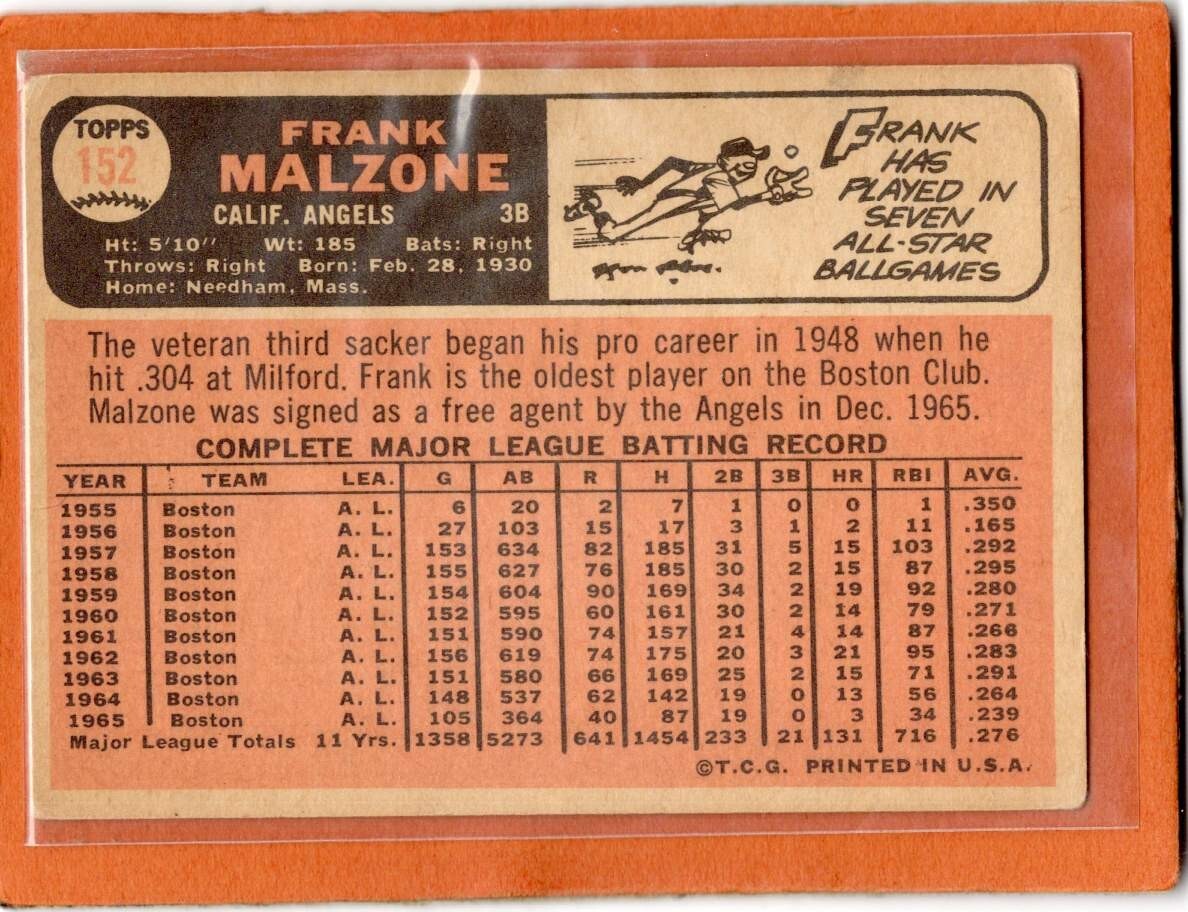 TOPPS
152
FRANK
MALZONE
CALIF. ANGELS 3B
Ht: 5'10" Wt: 185 Bats: Right
Throws: Right Born: Feb. 28, 1930
Home: Needham, Mass.
FRANK
HAS
PLAYED IN
SEVEN
ALL-STAR
BALLGAMES
The veteran third sacker began his pro career in 1948 when he
hit .304 at Milford. Frank is the oldest player on the Boston Club.
Malzone was signed as a free agent by the Angels in Dec. 1965.
COMPLETE MAJOR LEAGUE BATTING RECORD
YEAR TEAM LEA. G AB R H 2B 3B HR RBI AVG.
1955 Boston A. L. 6 20 2 7 1 0 0 1 .350
1956 Boston A. L. 27 103 15 17 3 1 2 11 .165
1957 Boston A. L. 153 634 82 185 31 5 15 103 .292
1958 Boston A. L. 155 627 76 185 30 2 15 87 .295
1959 Boston A. L. 154 604 90 169 34 2 19 92 .280
1960 Boston A. L. 152 595 60 161 30 2 14 79 .271
1961 Boston A. L. 151 590 74 157 21 4 14 87 .266
1962 Boston A. L. 156 619 74 175 20 3 21 95 .283
1963 Boston A. L. 151 580 66 169 25 2 15 71 .291
1964 Boston A. L. 148 537 62 142 19 0 13 56 .264
1965 Boston A. L. 105 364 40 87 19 0 3 34 .239
Major League Totals 11 Yrs. 1358 5273 641 1454 233 21 131 716 .276
©T.C.G. PRINTED IN U.S.A.